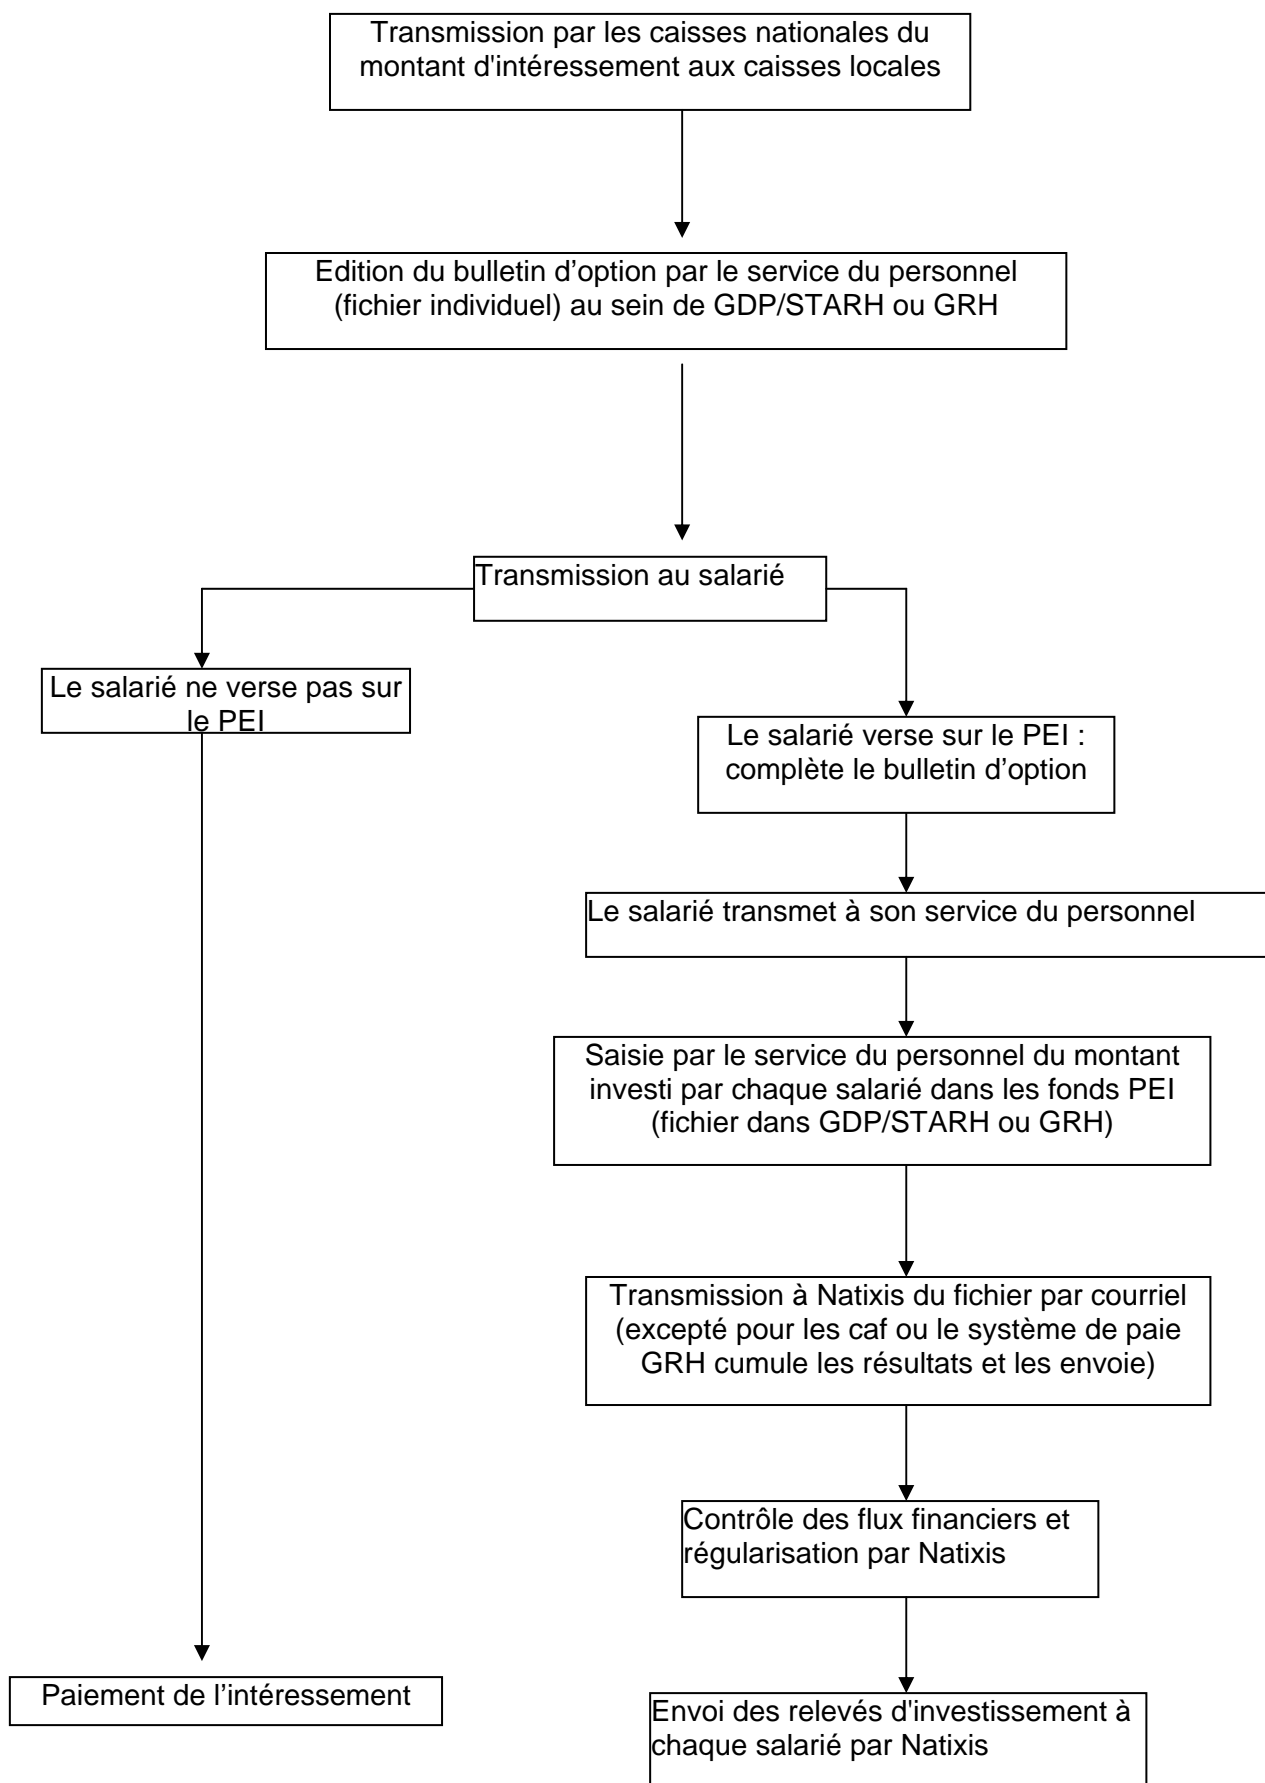 Transmission par les caisses nationales du
montant d'intéressement aux caisses locales
Edition du bulletin d’option par le service du personnel
(fichier individuel) au sein de GDP/STARH ou GRH
Transmission au salarié
Le salarié ne verse pas sur
le PEI
Le salarié verse sur le PEI :
complète le bulletin d’option
Le salarié transmet à son service du personnel
Saisie par le service du personnel du montant
investi par chaque salarié dans les fonds PEI
(fichier dans GDP/STARH ou GRH)
Transmission à Natixis du fichier par courriel
(excepté pour les caf ou le système de paie
GRH cumule les résultats et les envoie)
Contrôle des flux financiers et
régularisation par Natixis
Paiement de l’intéressement
Envoi des relevés d'investissement à
chaque salarié par Natixis